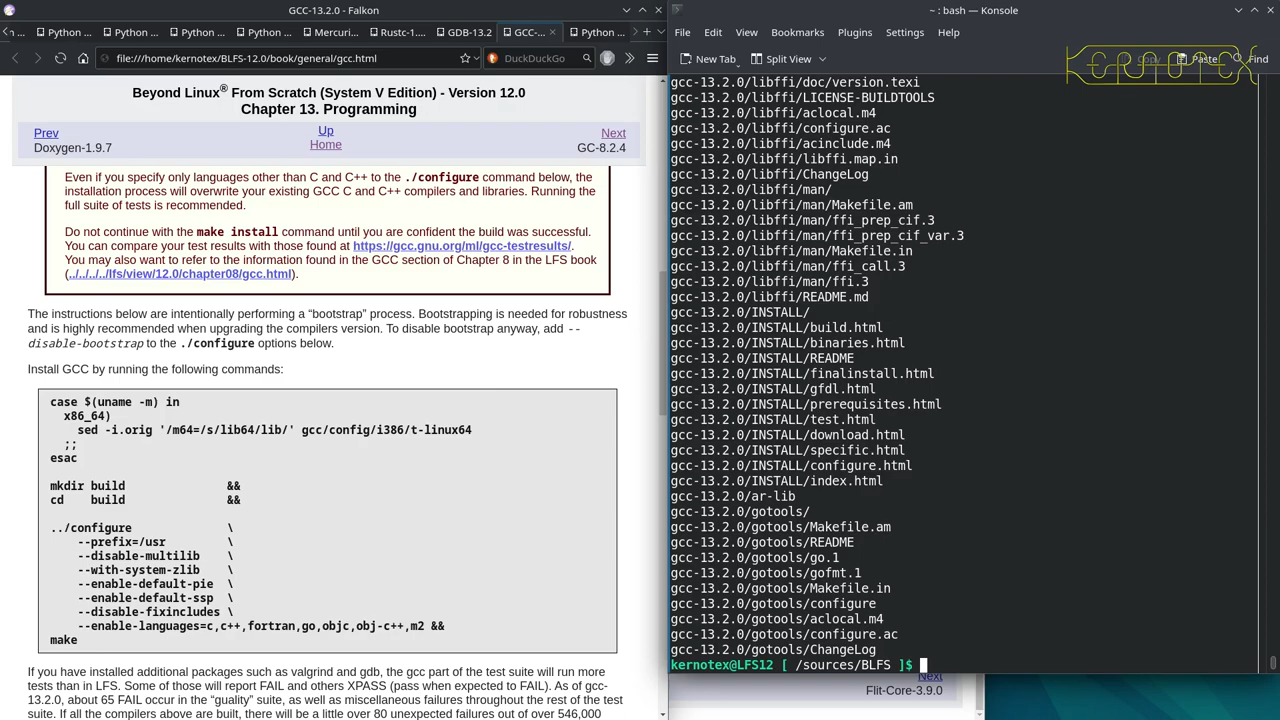 GCC-13.2.0 - Falkon
Python ...
Python ...
Python ...
Python ...
Mercuri...
Rustc-1....
GDB-13.2
GCC-...
Python ...
file:///home/kernotex/BLFS-12.0/book/general/gcc.html
DuckDuckGo
Beyond Linux® From Scratch (System V Edition) - Version 12.0
Chapter 13. Programming
Prev
Up
Next
Doxygen-1.9.7
Home
GC-8.2.4
Even if you specify only languages other than C and C++ to the ./configure command below, the
installation process will overwrite your existing GCC C and C++ compilers and libraries. Running the
full suite of tests is recommended.
Do not continue with the make install command until you are confident the build was successful.
You can compare your test results with those found at https://gcc.gnu.org/ml/gcc-testresults/.
You may also want to refer to the information found in the GCC section of Chapter 8 in the LFS book
(../../../../lfs/view/12.0/chapter08/gcc.html).
The instructions below are intentionally performing a “bootstrap” process. Bootstrapping is needed for robustness
and is highly recommended when upgrading the compilers version. To disable bootstrap anyway, add --
disable-bootstrap to the ./configure options below.
Install GCC by running the following commands:
case $(uname -m) in
x86_64)
sed -i.orig '/m64=/s/lib64/lib/' gcc/config/i386/t-linux64
;;
esac
mkdir build &&
cd build &&
../configure \
--prefix=/usr \
--disable-multilib \
--with-system-zlib \
--enable-default-pie \
--enable-default-ssp \
--disable-fixincludes \
--enable-languages=c,c++,fortran,go,objc,obj-c++,m2 &&
make
If you have installed additional packages such as valgrind and gdb, the gcc part of the test suite will run more
tests than in LFS. Some of those will report FAIL and others XPASS (pass when expected to FAIL). As of gcc-
13.2.0, about 65 FAIL occur in the “guality” suite, as well as miscellaneous failures throughout the rest of the test
suite. If all the compilers above are built, there will be a little over 80 unexpected failures out of over 546,000
~ : bash — Konsole
File Edit View Bookmarks Plugins Settings Help
New Tab
Split View
Copy
Paste
Find
KERNOTEX
gcc-13.2.0/libffi/doc/version.texi
gcc-13.2.0/libffi/LICENSE-BUILDTOOLS
gcc-13.2.0/libffi/aclocal.m4
gcc-13.2.0/libffi/configure.ac
gcc-13.2.0/libffi/acinclude.m4
gcc-13.2.0/libffi/libffi.map.in
gcc-13.2.0/libffi/ChangeLog
gcc-13.2.0/libffi/man/
gcc-13.2.0/libffi/man/Makefile.am
gcc-13.2.0/libffi/man/ffi_prep_cif.3
gcc-13.2.0/libffi/man/ffi_prep_cif_var.3
gcc-13.2.0/libffi/man/Makefile.in
gcc-13.2.0/libffi/man/ffi_call.3
gcc-13.2.0/libffi/man/ffi.3
gcc-13.2.0/libffi/README.md
gcc-13.2.0/INSTALL/
gcc-13.2.0/INSTALL/build.html
gcc-13.2.0/INSTALL/binaries.html
gcc-13.2.0/INSTALL/README
gcc-13.2.0/INSTALL/finalinstall.html
gcc-13.2.0/INSTALL/gfdl.html
gcc-13.2.0/INSTALL/prerequisites.html
gcc-13.2.0/INSTALL/test.html
gcc-13.2.0/INSTALL/download.html
gcc-13.2.0/INSTALL/specific.html
gcc-13.2.0/INSTALL/configure.html
gcc-13.2.0/INSTALL/index.html
gcc-13.2.0/ar-lib
gcc-13.2.0/gotools/
gcc-13.2.0/gotools/Makefile.am
gcc-13.2.0/gotools/README
gcc-13.2.0/gotools/go.1
gcc-13.2.0/gotools/gofmt.1
gcc-13.2.0/gotools/Makefile.in
gcc-13.2.0/gotools/configure
gcc-13.2.0/gotools/aclocal.m4
gcc-13.2.0/gotools/configure.ac
gcc-13.2.0/gotools/ChangeLog
kernotex@LFS12 [ /sources/BLFS ]$
Next
Flit-Core-3.9.0